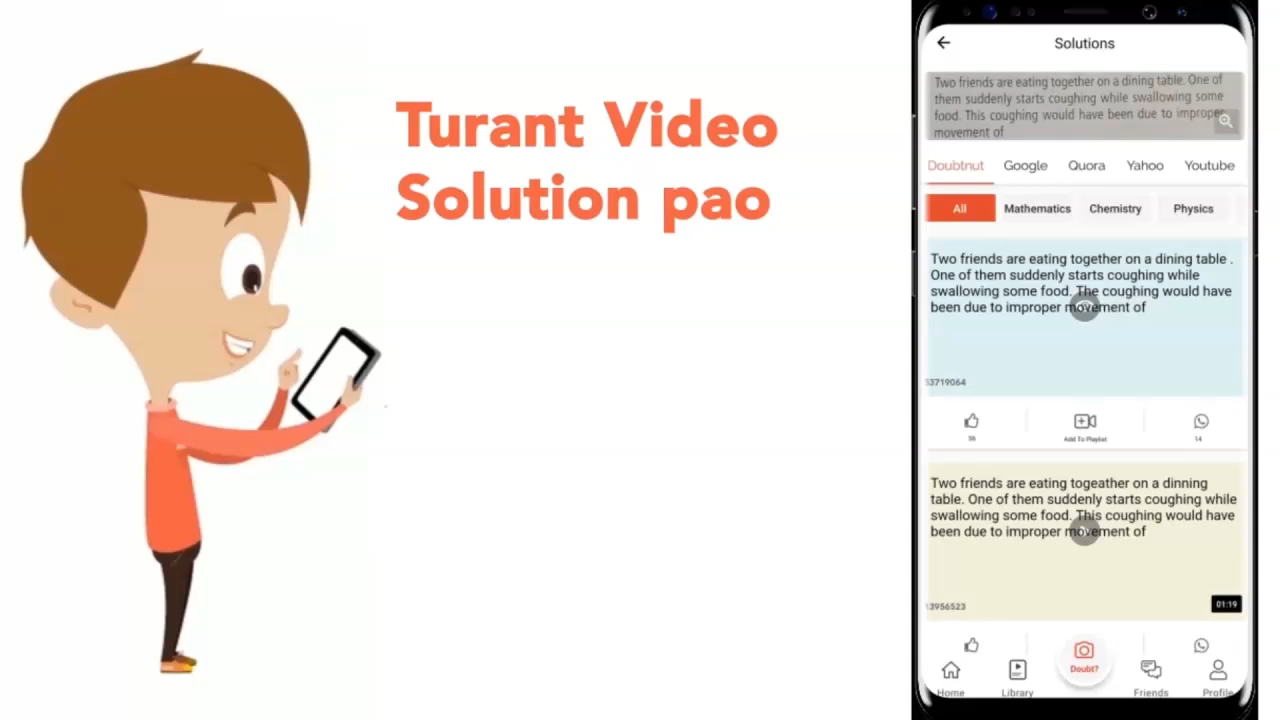 Turant Video
Solution pao
Solutions
Two friends are eating together on a dining table. One of
them suddenly starts coughing while swallowing some
food. This coughing would have been due to improper
movement of
Doubtnut Google Quora Yahoo Youtube
All Mathematics Chemistry Physics
Two friends are eating together on a dining table .
One of them suddenly starts coughing while
swallowing some food. The coughing would have
been due to improper movement of
53719064
56 Add To Playlist 14
Two friends are eating togeather on a dinning
table. One of them suddenly starts coughing while
swallowing some food. This coughing would have
been due to improper movement of
13956523
01:19
Doubt?
Home Library Friends Profile